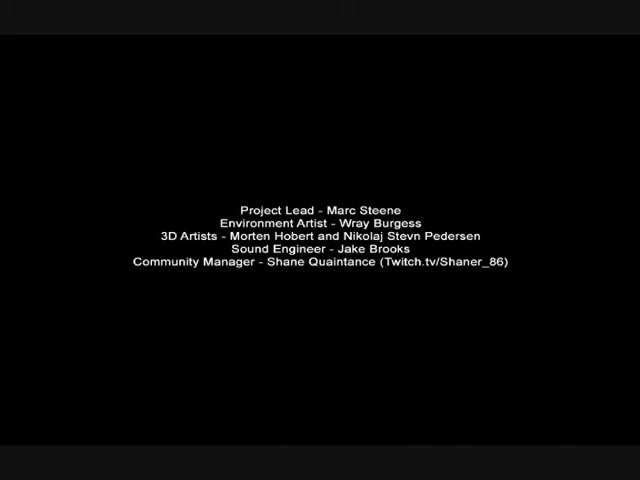 Project Lead - Marc Steene
Environment Artist - Wray Burgess
3D Artists - Morten Hobert and Nikolaj Stevn Pedersen
Sound Engineer - Jake Brooks
Community Manager - Shane Quaintance (Twitch.tv/Shaner_86)